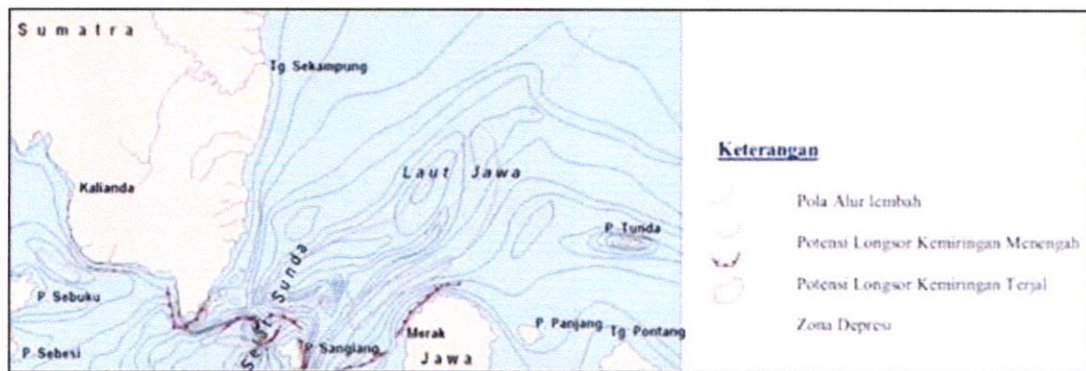 Sumatra
Tg. Sekampung
Kalianda
Laut Jawa
P. Tunda
Selat Sunda
P. Sebuku
P. Sebesi
P. Sangiang
Merak
Jawa
P. Panjang
Tg. Pontang
Keterangan
Pola Alur lembah
Potensi Longsor Kemiringan Menengah
Potensi Longsor Kemiringan Terjal
Zona Depresi